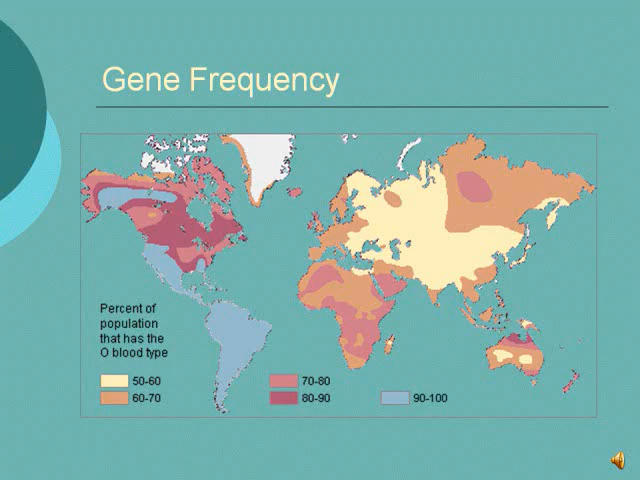 Gene Frequency
Percent of
population
that has the
O blood type
50-60
70-80
60-70
80-90
90-100